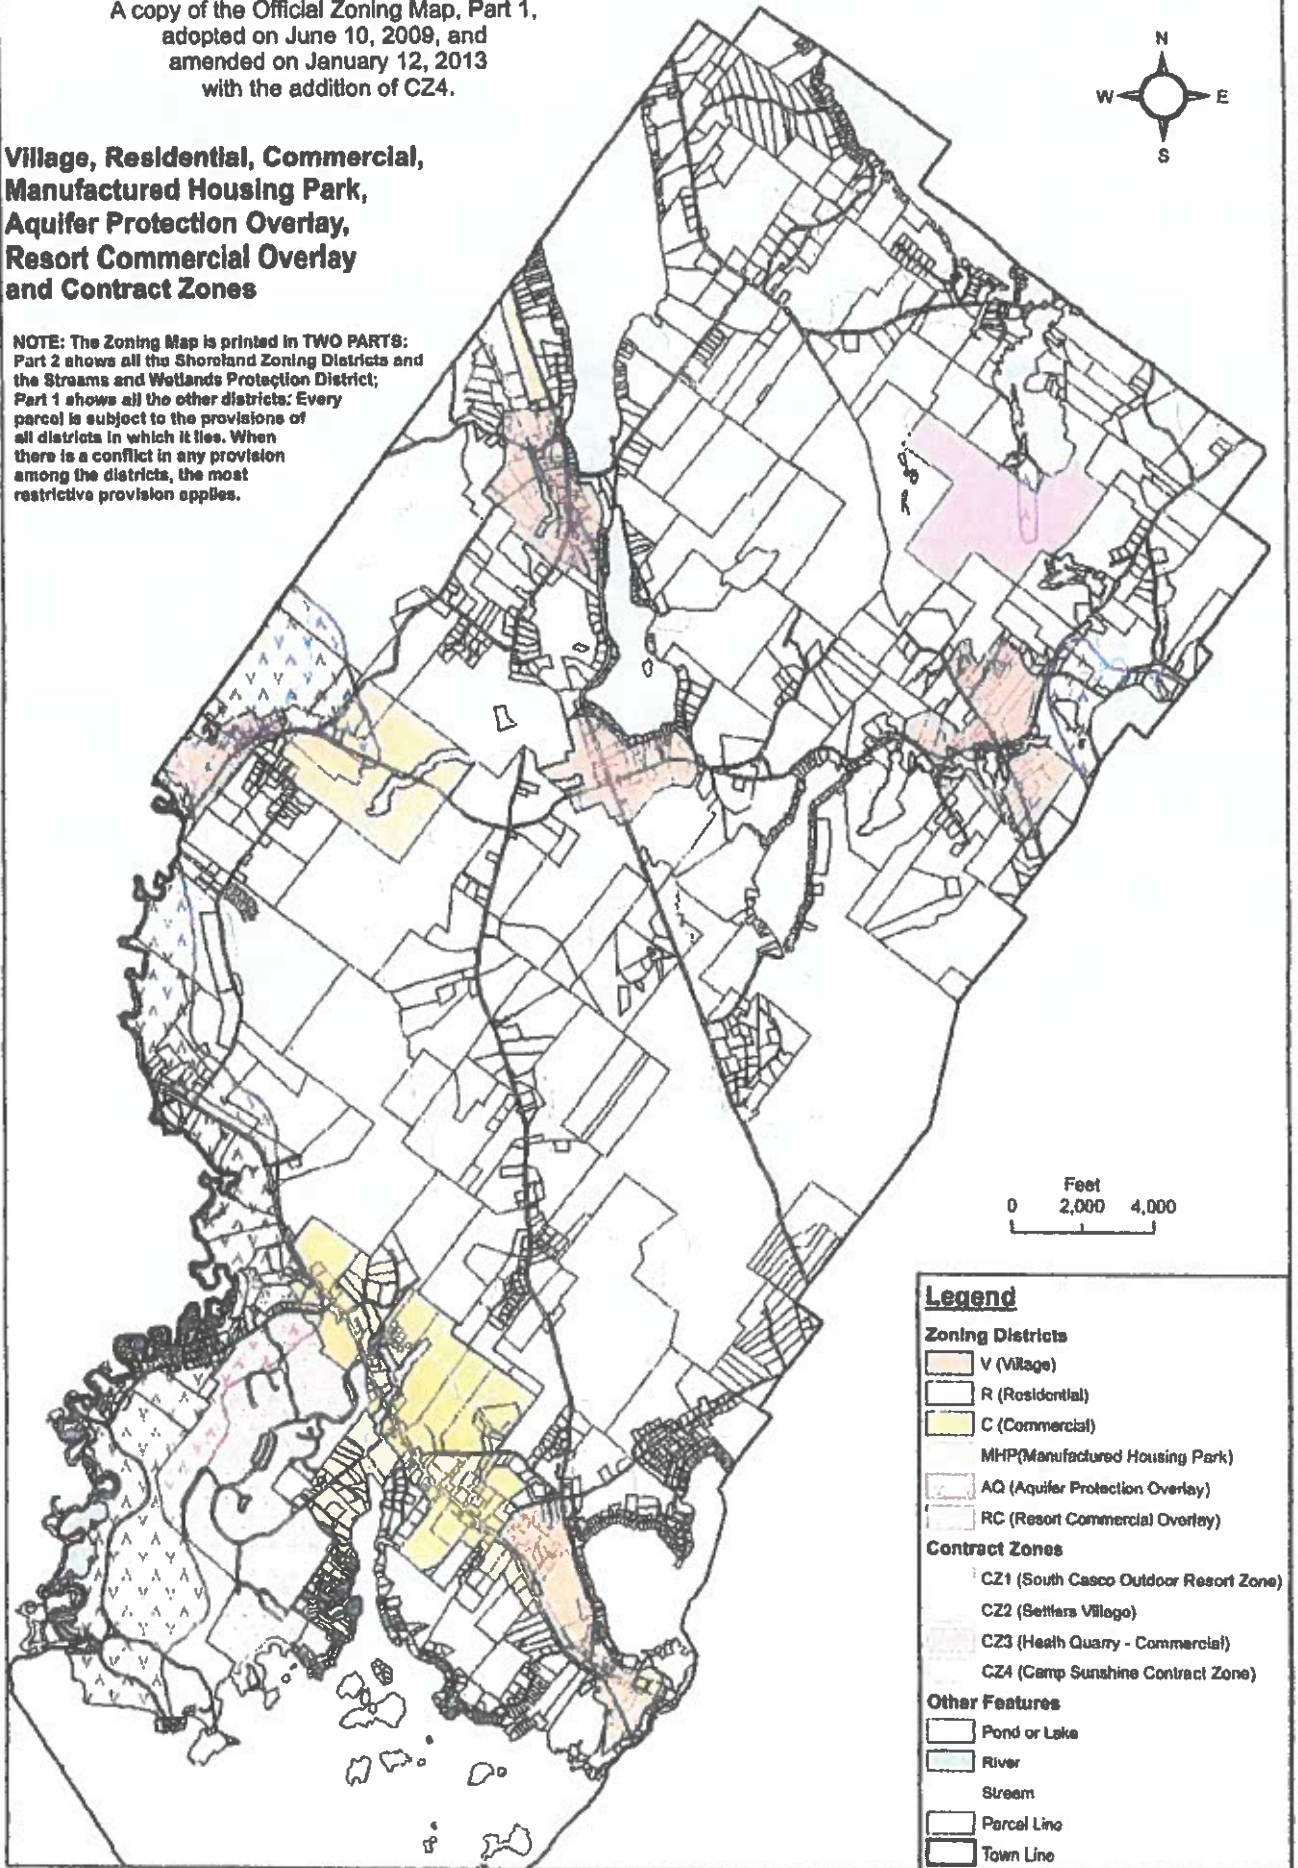 A copy of the Official Zoning Map, Part 1,
adopted on June 10, 2009, and
amended on January 12, 2013
with the addition of CZ4.
Village, Residential, Commercial,
Manufactured Housing Park,
Aquifer Protection Overlay,
Resort Commercial Overlay
and Contract Zones
NOTE: The Zoning Map is printed in TWO PARTS:
Part 2 shows all the Shoreland Zoning Districts and
the Streams and Wetlands Protection District;
Part 1 shows all the other districts. Every
parcel is subject to the provisions of
all districts in which it lies. When
there is a conflict in any provision
among the districts, the most
restrictive provision applies.
N
W E
S
Feet
0 2,000 4,000
Legend
Zoning Districts
V (Village)
R (Residential)
C (Commercial)
MHP(Manufactured Housing Park)
AQ (Aquifer Protection Overlay)
RC (Resort Commercial Overlay)
Contract Zones
CZ1 (South Casco Outdoor Resort Zone)
CZ2 (Settlers Village)
CZ3 (Heath Quarry - Commercial)
CZ4 (Camp Sunshine Contract Zone)
Other Features
Pond or Lake
River
Stream
Parcel Line
Town Line